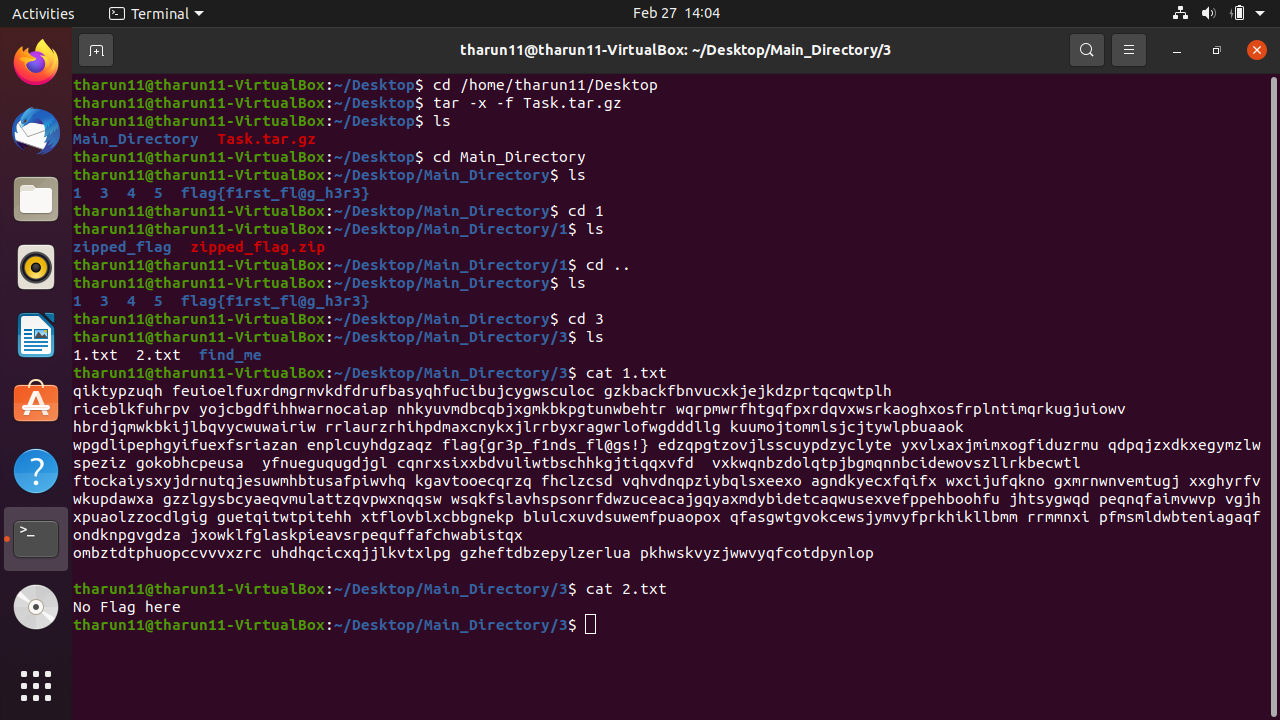 Activities
Terminal
Feb 27 14:04
tharun11@tharun11-VirtualBox: ~/Desktop/Main_Directory/3
tharun11@tharun11-VirtualBox:~/Desktop$ cd /home/tharun11/Desktop
tharun11@tharun11-VirtualBox:~/Desktop$ tar -x -f Task.tar.gz
tharun11@tharun11-VirtualBox:~/Desktop$ ls
Main_Directory  Task.tar.gz
tharun11@tharun11-VirtualBox:~/Desktop$ cd Main_Directory
tharun11@tharun11-VirtualBox:~/Desktop/Main_Directory$ ls
1  3  4  5  flag{f1rst_fl@g_h3r3}
tharun11@tharun11-VirtualBox:~/Desktop/Main_Directory$ cd 1
tharun11@tharun11-VirtualBox:~/Desktop/Main_Directory/1$ ls
zipped_flag  zipped_flag.zip
tharun11@tharun11-VirtualBox:~/Desktop/Main_Directory/1$ cd ..
tharun11@tharun11-VirtualBox:~/Desktop/Main_Directory$ ls
1  3  4  5  flag{f1rst_fl@g_h3r3}
tharun11@tharun11-VirtualBox:~/Desktop/Main_Directory$ cd 3
tharun11@tharun11-VirtualBox:~/Desktop/Main_Directory/3$ ls
1.txt  2.txt  find_me
tharun11@tharun11-VirtualBox:~/Desktop/Main_Directory/3$ cat 1.txt
qiktypzuqh feuioelfuxrdmgrmvkdfdrufbasyqhfucibujcygwsculoc gzkbackfbnvucxkjejkdzprtqcqwtplh
riceblkfuhrpv yojcbgdfihhwarnocaiap nhkyuvmdbcqbjxgmkbkpgtunwbehtr wqrpmwrfhtgqfpxrdqvxwsrkaoghxosfrplntimqrkugjuiowv
hbrdjqmwkbkijlbqvycwuwairiw rrlaurzrhihpdmaxcnykxjlrrbyxragwrlofwgdddllg kuumojtommlsjcjtywlpbuaaok
wpgdlipephgyifuexfsriazan enplcuyhdgzaqz flag{gr3p_f1nds_fl@gs!} edzqpgtzovjlsscuypdzyclyte yxvlxaxjmimxogfiduzrmu qdpqjzxdkxegymzlw
speziz gokobhcpeusa  yfnueguqugdjgl cqnrxsixxbdvuliwtbschhkgjtiqqxvfd  vxkwqnbzdolqtpjbgmqnnbcidewovszllrkbecwtl
ftockaiysxyjdrnutqjesuwmhbtusafpiwvhq kgavtooecqrzq fhclzcsd vqhvdnqpziybqlsxeexo agndkyecxfqifx wxcijufqkno gxmrnwnvemtugj xxghyrfv
wkupdawxa gzzlgysbcyaeqvmulattzqvpwxnqqsw wsqkfslavhspsonrfdwzuceacajgqyaxmdybidetcaqwusexvefppehboohfu jhtsygwqd peqnqfaimvwvp vgjh
xpuaolzzocdlgig guetqitwtpitehh xtflovblxcbbgnekp blulcxuvdsuwemfpuaopox qfasgwtgvokcewsjymvyfprkhikllbmm rrmmnxi pfmsmldwbteniagaqf
ondknpgvgdza jxowklfglaskpieavsrpequffafchwabistqx
ombztdtphuopccvvvxzrc uhdhqcicxqjjlkvtxlpg gzheftdbzepylzerlua pkhwskvyzjwwvyqfcotdpynlop
tharun11@tharun11-VirtualBox:~/Desktop/Main_Directory/3$ cat 2.txt
No Flag here
tharun11@tharun11-VirtualBox:~/Desktop/Main_Directory/3$